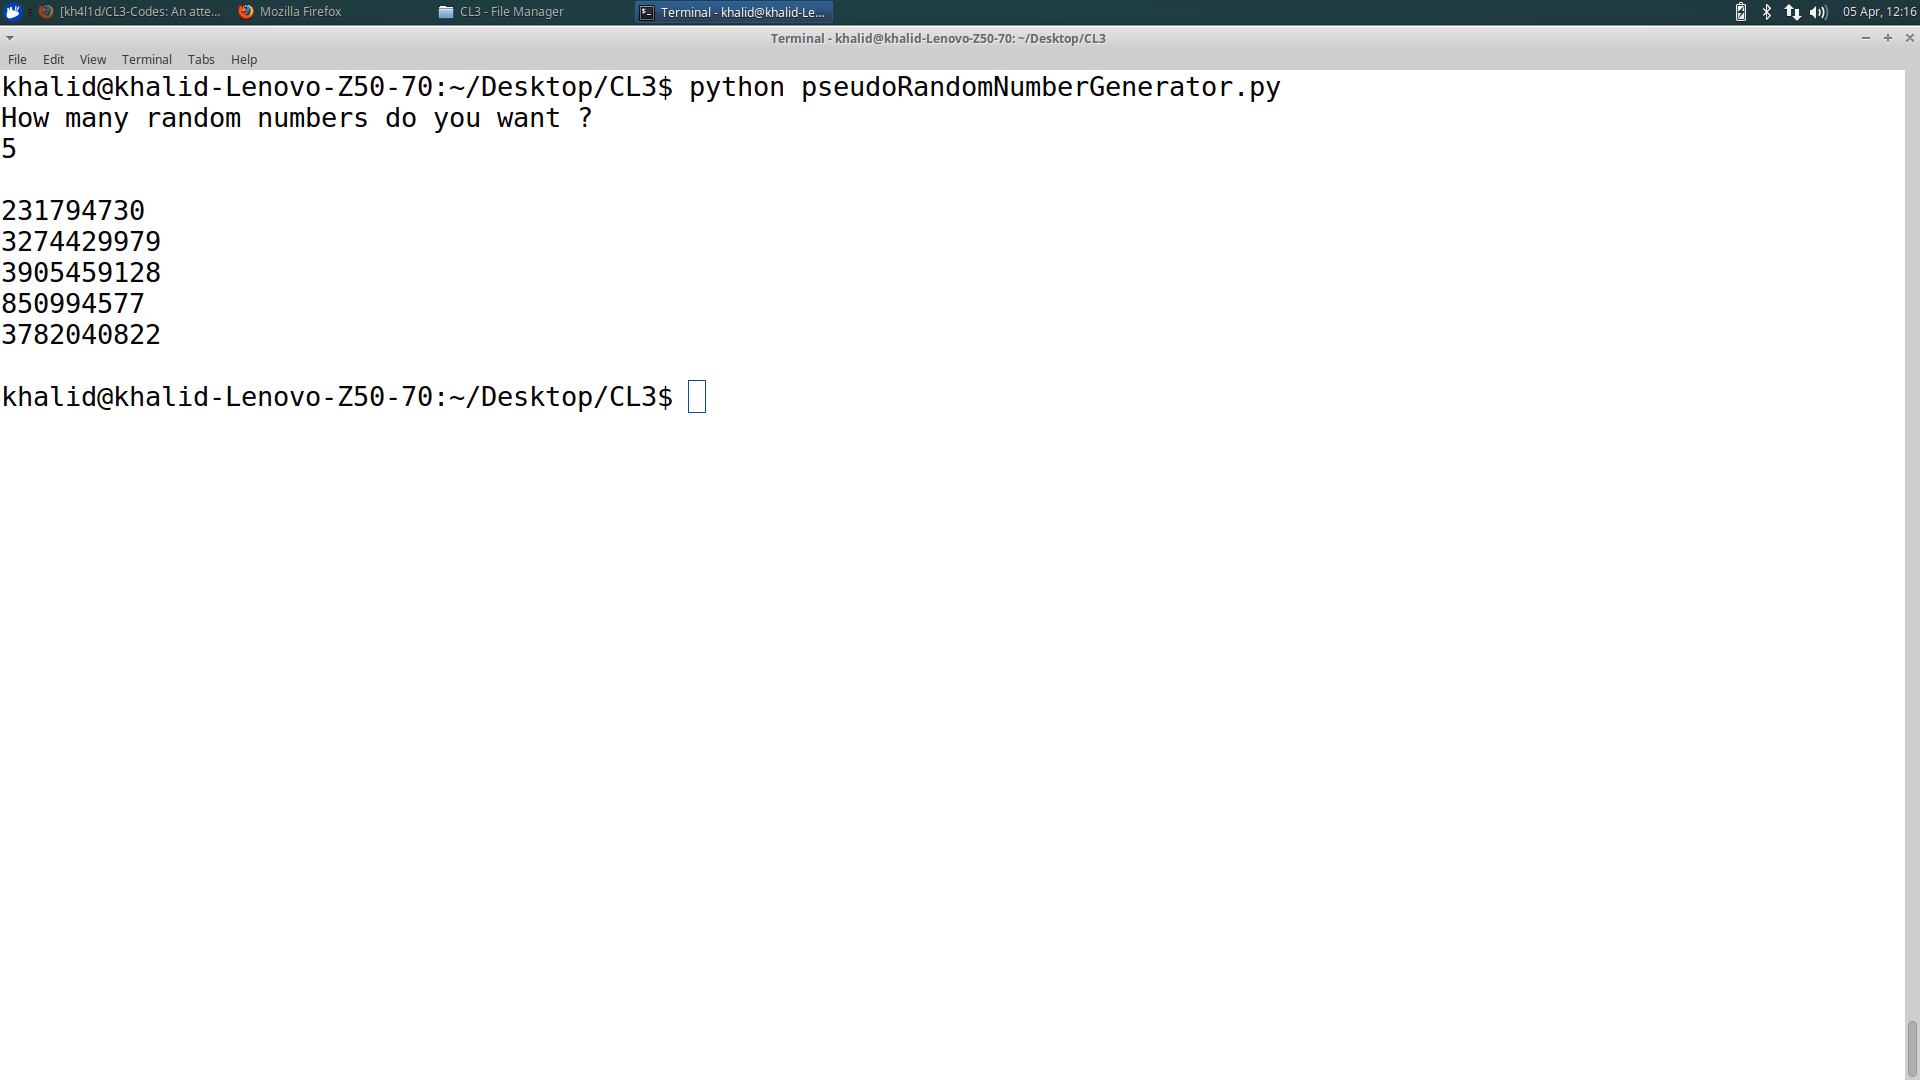 [kh4l1d/CL3-Codes: An atte... Mozilla Firefox CL3 - File Manager Terminal - khalid@khalid-Le... 05 Apr, 12:16
Terminal - khalid@khalid-Lenovo-Z50-70: ~/Desktop/CL3
File Edit View Terminal Tabs Help
khalid@khalid-Lenovo-Z50-70:~/Desktop/CL3$ python pseudoRandomNumberGenerator.py
How many random numbers do you want ?
5
231794730
3274429979
3905459128
850994577
3782040822
khalid@khalid-Lenovo-Z50-70:~/Desktop/CL3$